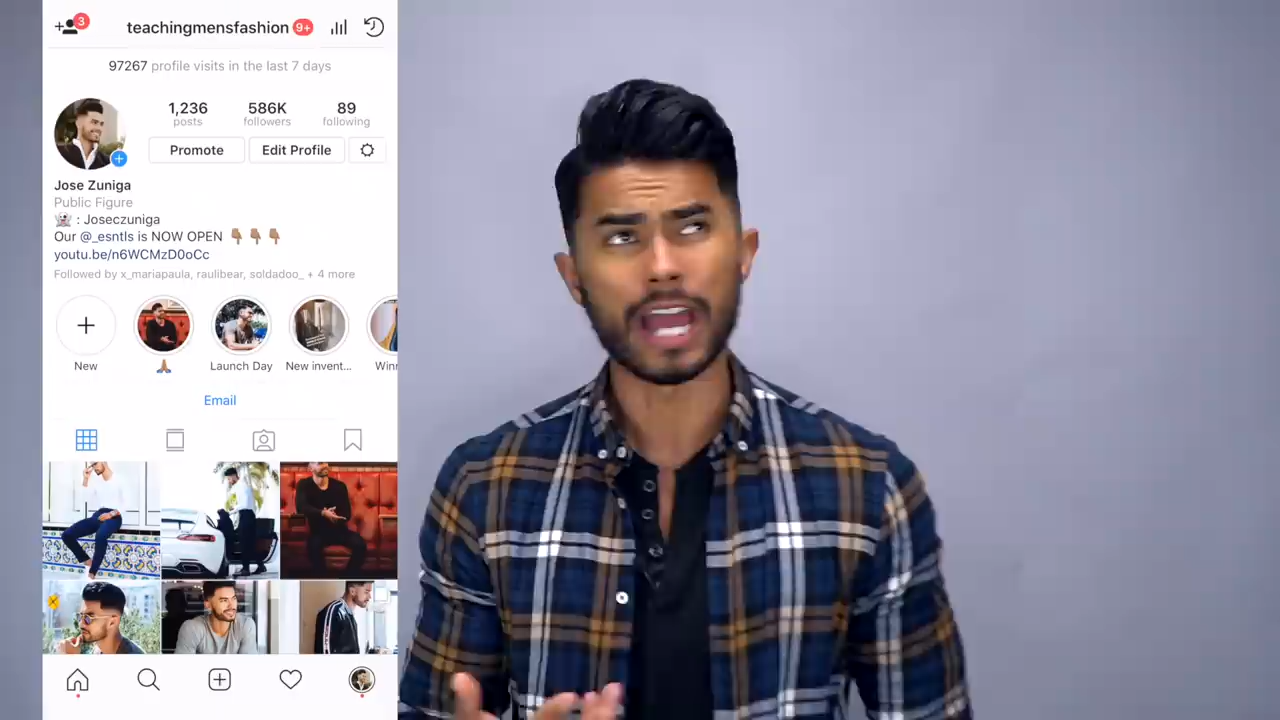 3
teachingmensfashion 9+
97267 profile visits in the last 7 days
1,236 586K 89
posts followers following
Promote Edit Profile
Jose Zuniga
Public Figure
👻 : Joseczuniga
Our @_esntls is NOW OPEN 👇🏽👇🏽👇🏽
youtu.be/n6WCMzD0oCc
Followed by x_mariapaula, raulibear, soldadoo_ + 4 more
New 🙏🏽 Launch Day New invent... Winn
Email